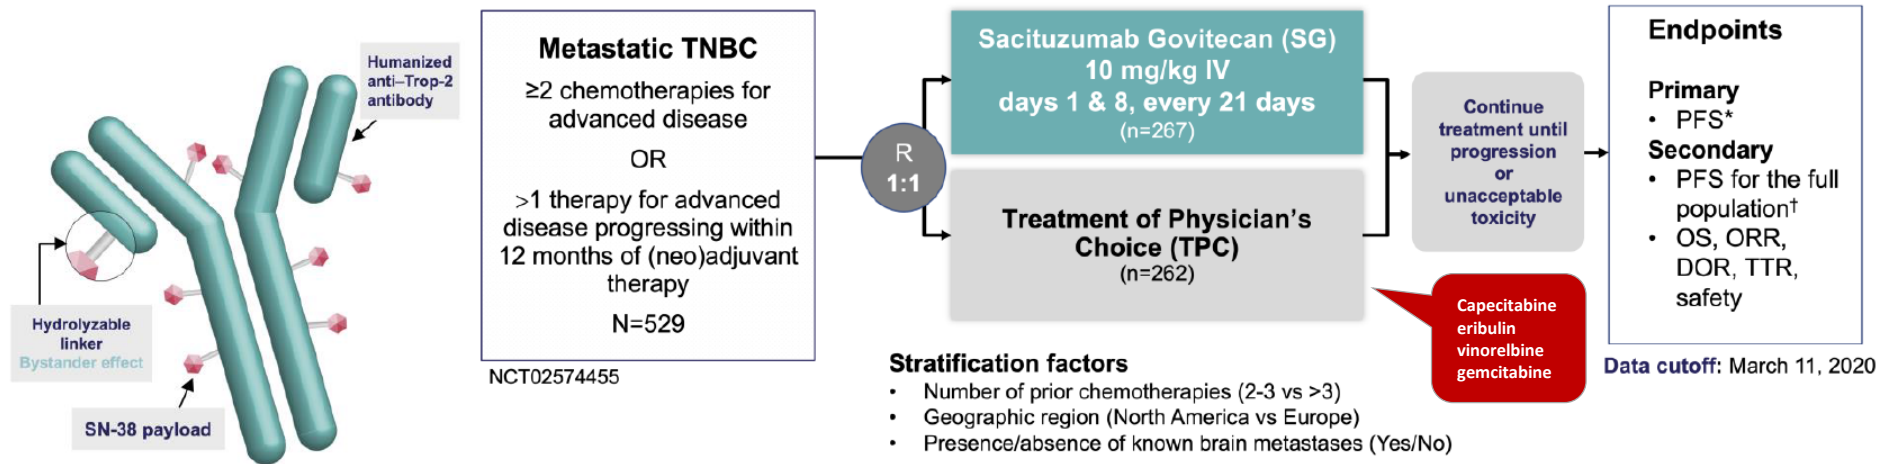 Humanized
anti–Trop-2
antibody
Hydrolyzable
linker
Bystander effect
SN-38 payload
Metastatic TNBC
≥2 chemotherapies for
advanced disease
OR
>1 therapy for advanced
disease progressing within
12 months of (neo)adjuvant
therapy
N=529
NCT02574455
R
1:1
Sacituzumab Govitecan (SG)
10 mg/kg IV
days 1 & 8, every 21 days
(n=267)
Treatment of Physician's
Choice (TPC)
(n=262)
Capecitabine
eribulin
vinorelbine
gemcitabine
Stratification factors
• Number of prior chemotherapies (2-3 vs >3)
• Geographic region (North America vs Europe)
• Presence/absence of known brain metastases (Yes/No)
Continue
treatment until
progression
or
unacceptable
toxicity
Endpoints
Primary
• PFS*
Secondary
• PFS for the full
population†
• OS, ORR,
DOR, TTR,
safety
Data cutoff: March 11, 2020